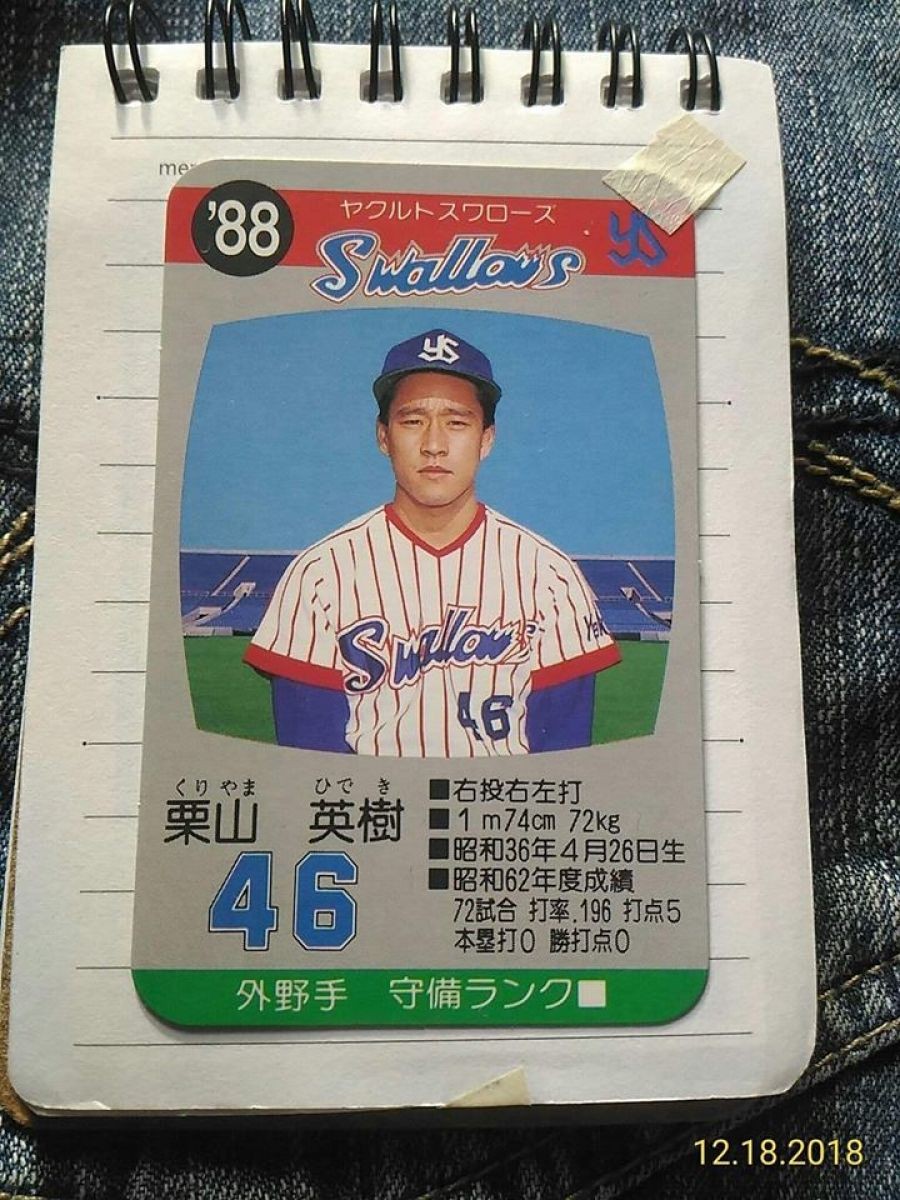 mer
'88
ヤクルトスワローズ
Swallows
YS
YS
Swallows
46
くりやま ひでき
栗山 英樹
46
■右投右左打
■1m74cm 72kg
■昭和36年4月26日生
■昭和62年度成績
72試合 打率.196 打点5
本塁打0 勝打点0
外野手 守備ランク■
12.18.2018